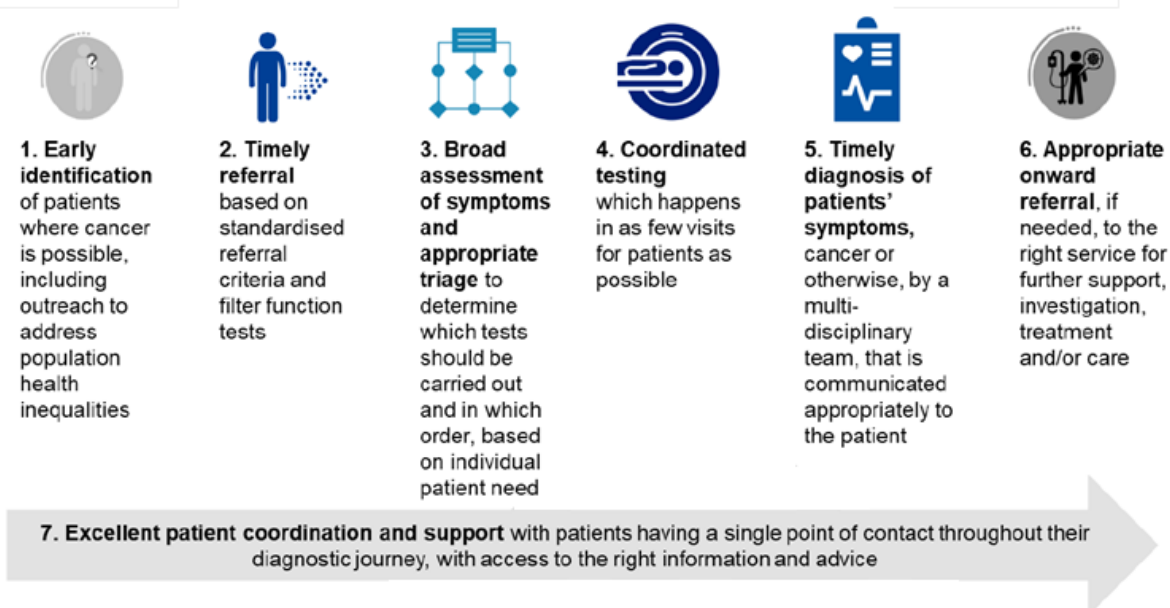 ?
1. Early
identification
of patients
where cancer
is possible,
including
outreach to
address
population
health
inequalities
2. Timely
referral
based on
standardised
referral
criteria and
filter function
tests
3. Broad
assessment
of symptoms
and
appropriate
triage to
determine
which tests
should be
carried out
and in which
order, based
on individual
patient need
4. Coordinated
testing
which happens
in as few visits
for patients as
possible
5. Timely
diagnosis of
patients'
symptoms,
cancer or
otherwise, by a
multi-
disciplinary
team, that is
communicated
appropriately to
the patient
6. Appropriate
onward
referral, if
needed, to the
right service for
further support,
investigation,
treatment
and/or care
7. Excellent patient coordination and support with patients having a single point of contact throughout their
diagnostic journey, with access to the right information and advice